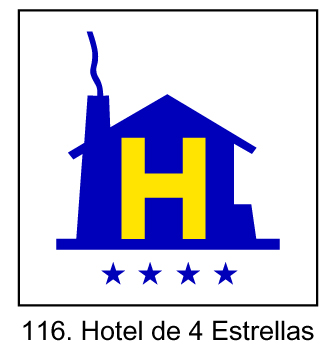 H
116. Hotel de 4 Estrellas